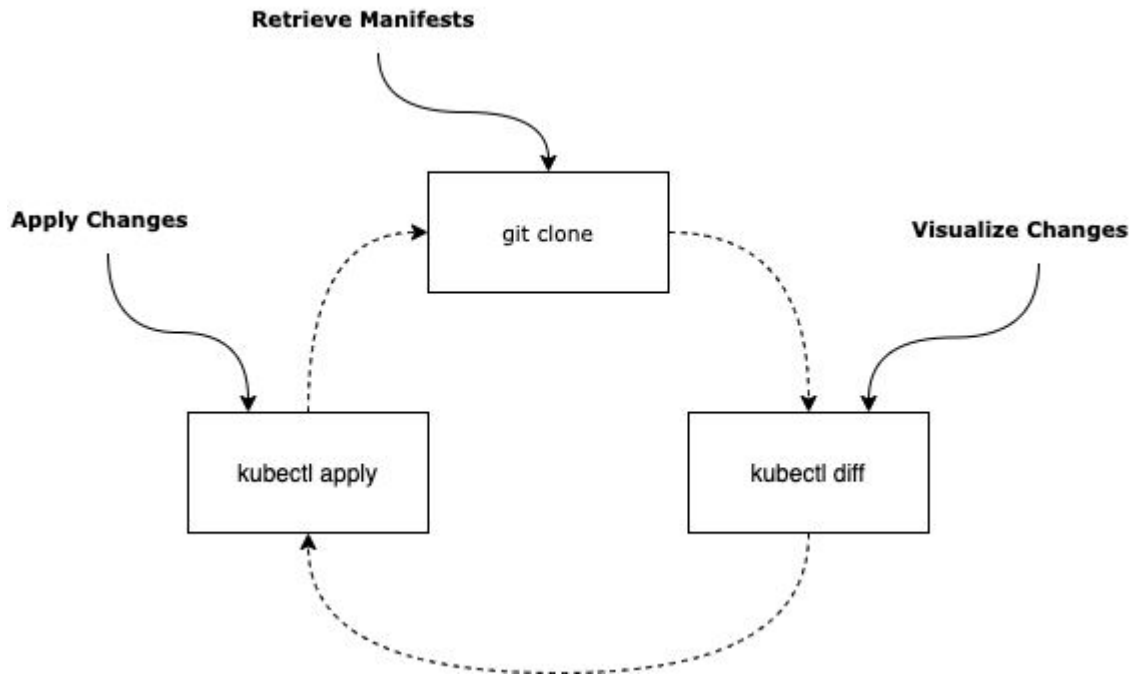 Retrieve Manifests
Apply Changes
git clone
Visualize Changes
kubectl apply
kubectl diff